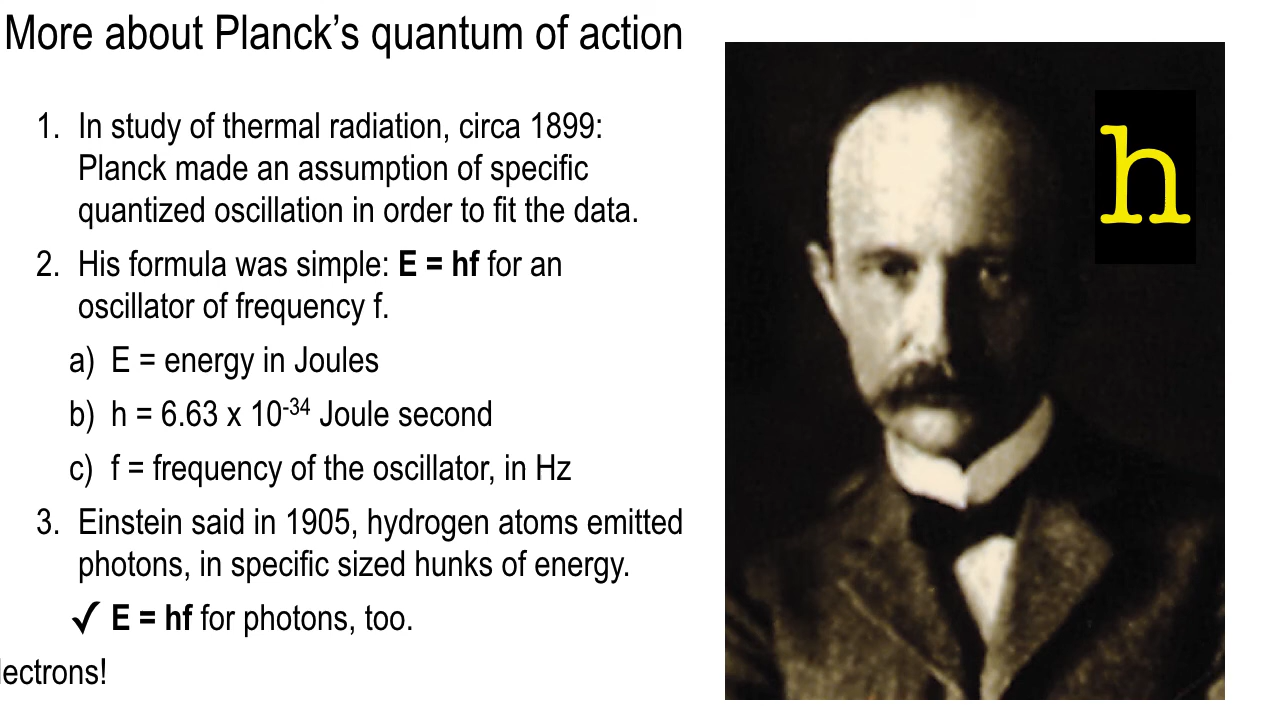 More about Planck’s quantum of action
1. In study of thermal radiation, circa 1899:
Planck made an assumption of specific
quantized oscillation in order to fit the data.
2. His formula was simple: E = hf for an
oscillator of frequency f.
a) E = energy in Joules
b) h = 6.63 x 10⁻³⁴ Joule second
c) f = frequency of the oscillator, in Hz
3. Einstein said in 1905, hydrogen atoms emitted
photons, in specific sized hunks of energy.
✓ E = hf for photons, too.
lectrons!
h